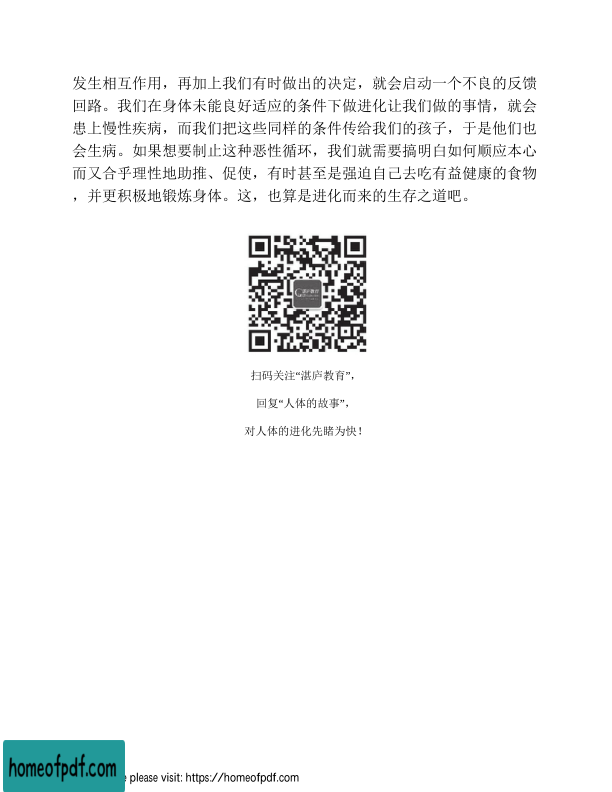 发生相互作用，再加上我们有时做出的决定，就会启动一个不良的反馈
回路。我们在身体未能良好适应的条件下做进化让我们做的事情，就会
患上慢性疾病，而我们把这些同样的条件传给我们的孩子，于是他们也
会生病。如果想要制止这种恶性循环，我们就需要搞明白如何顺应本心
而又合乎理性地助推、促使，有时甚至是强迫自己去吃有益健康的食物
，并更积极地锻炼身体。这，也算是进化而来的生存之道吧。
湛庐教育
扫码关注“湛庐教育”，
回复“人体的故事”，
对人体的进化先睹为快！
homeofpdf.com
please visit: https://homeofpdf.com